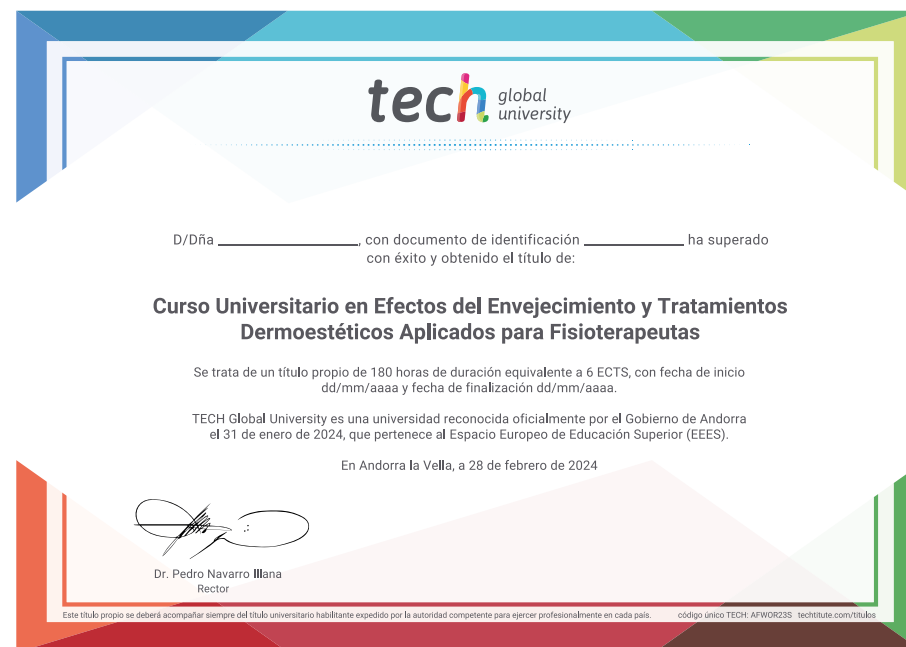 tech global university
D/Dña ____________, con documento de identificación ____________ ha superado
con éxito y obtenido el título de:
Curso Universitario en Efectos del Envejecimiento y Tratamientos
Dermoestéticos Aplicados para Fisioterapeutas
Se trata de un título propio de 180 horas de duración equivalente a 6 ECTS, con fecha de inicio
dd/mm/aaaa y fecha de finalización dd/mm/aaaa.
TECH Global University es una universidad reconocida oficialmente por el Gobierno de Andorra
el 31 de enero de 2024, que pertenece al Espacio Europeo de Educación Superior (EEES).
En Andorra la Vella, a 28 de febrero de 2024
Dr. Pedro Navarro Illana
Rector
Este título propio se deberá acompañar siempre del título universitario habilitante expedido por la autoridad competente para ejercer profesionalmente en cada país. código único TECH: AFWOR23S techtitute.com/titulos